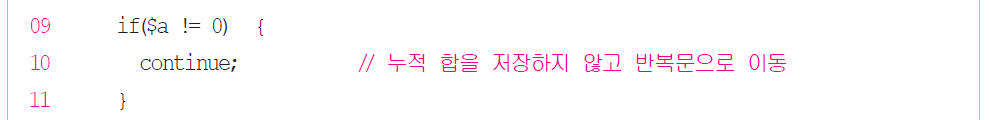 09 if($a != 0) {
10 continue; // 누적 합을 저장하지 않고 반복문으로 이동
11 }